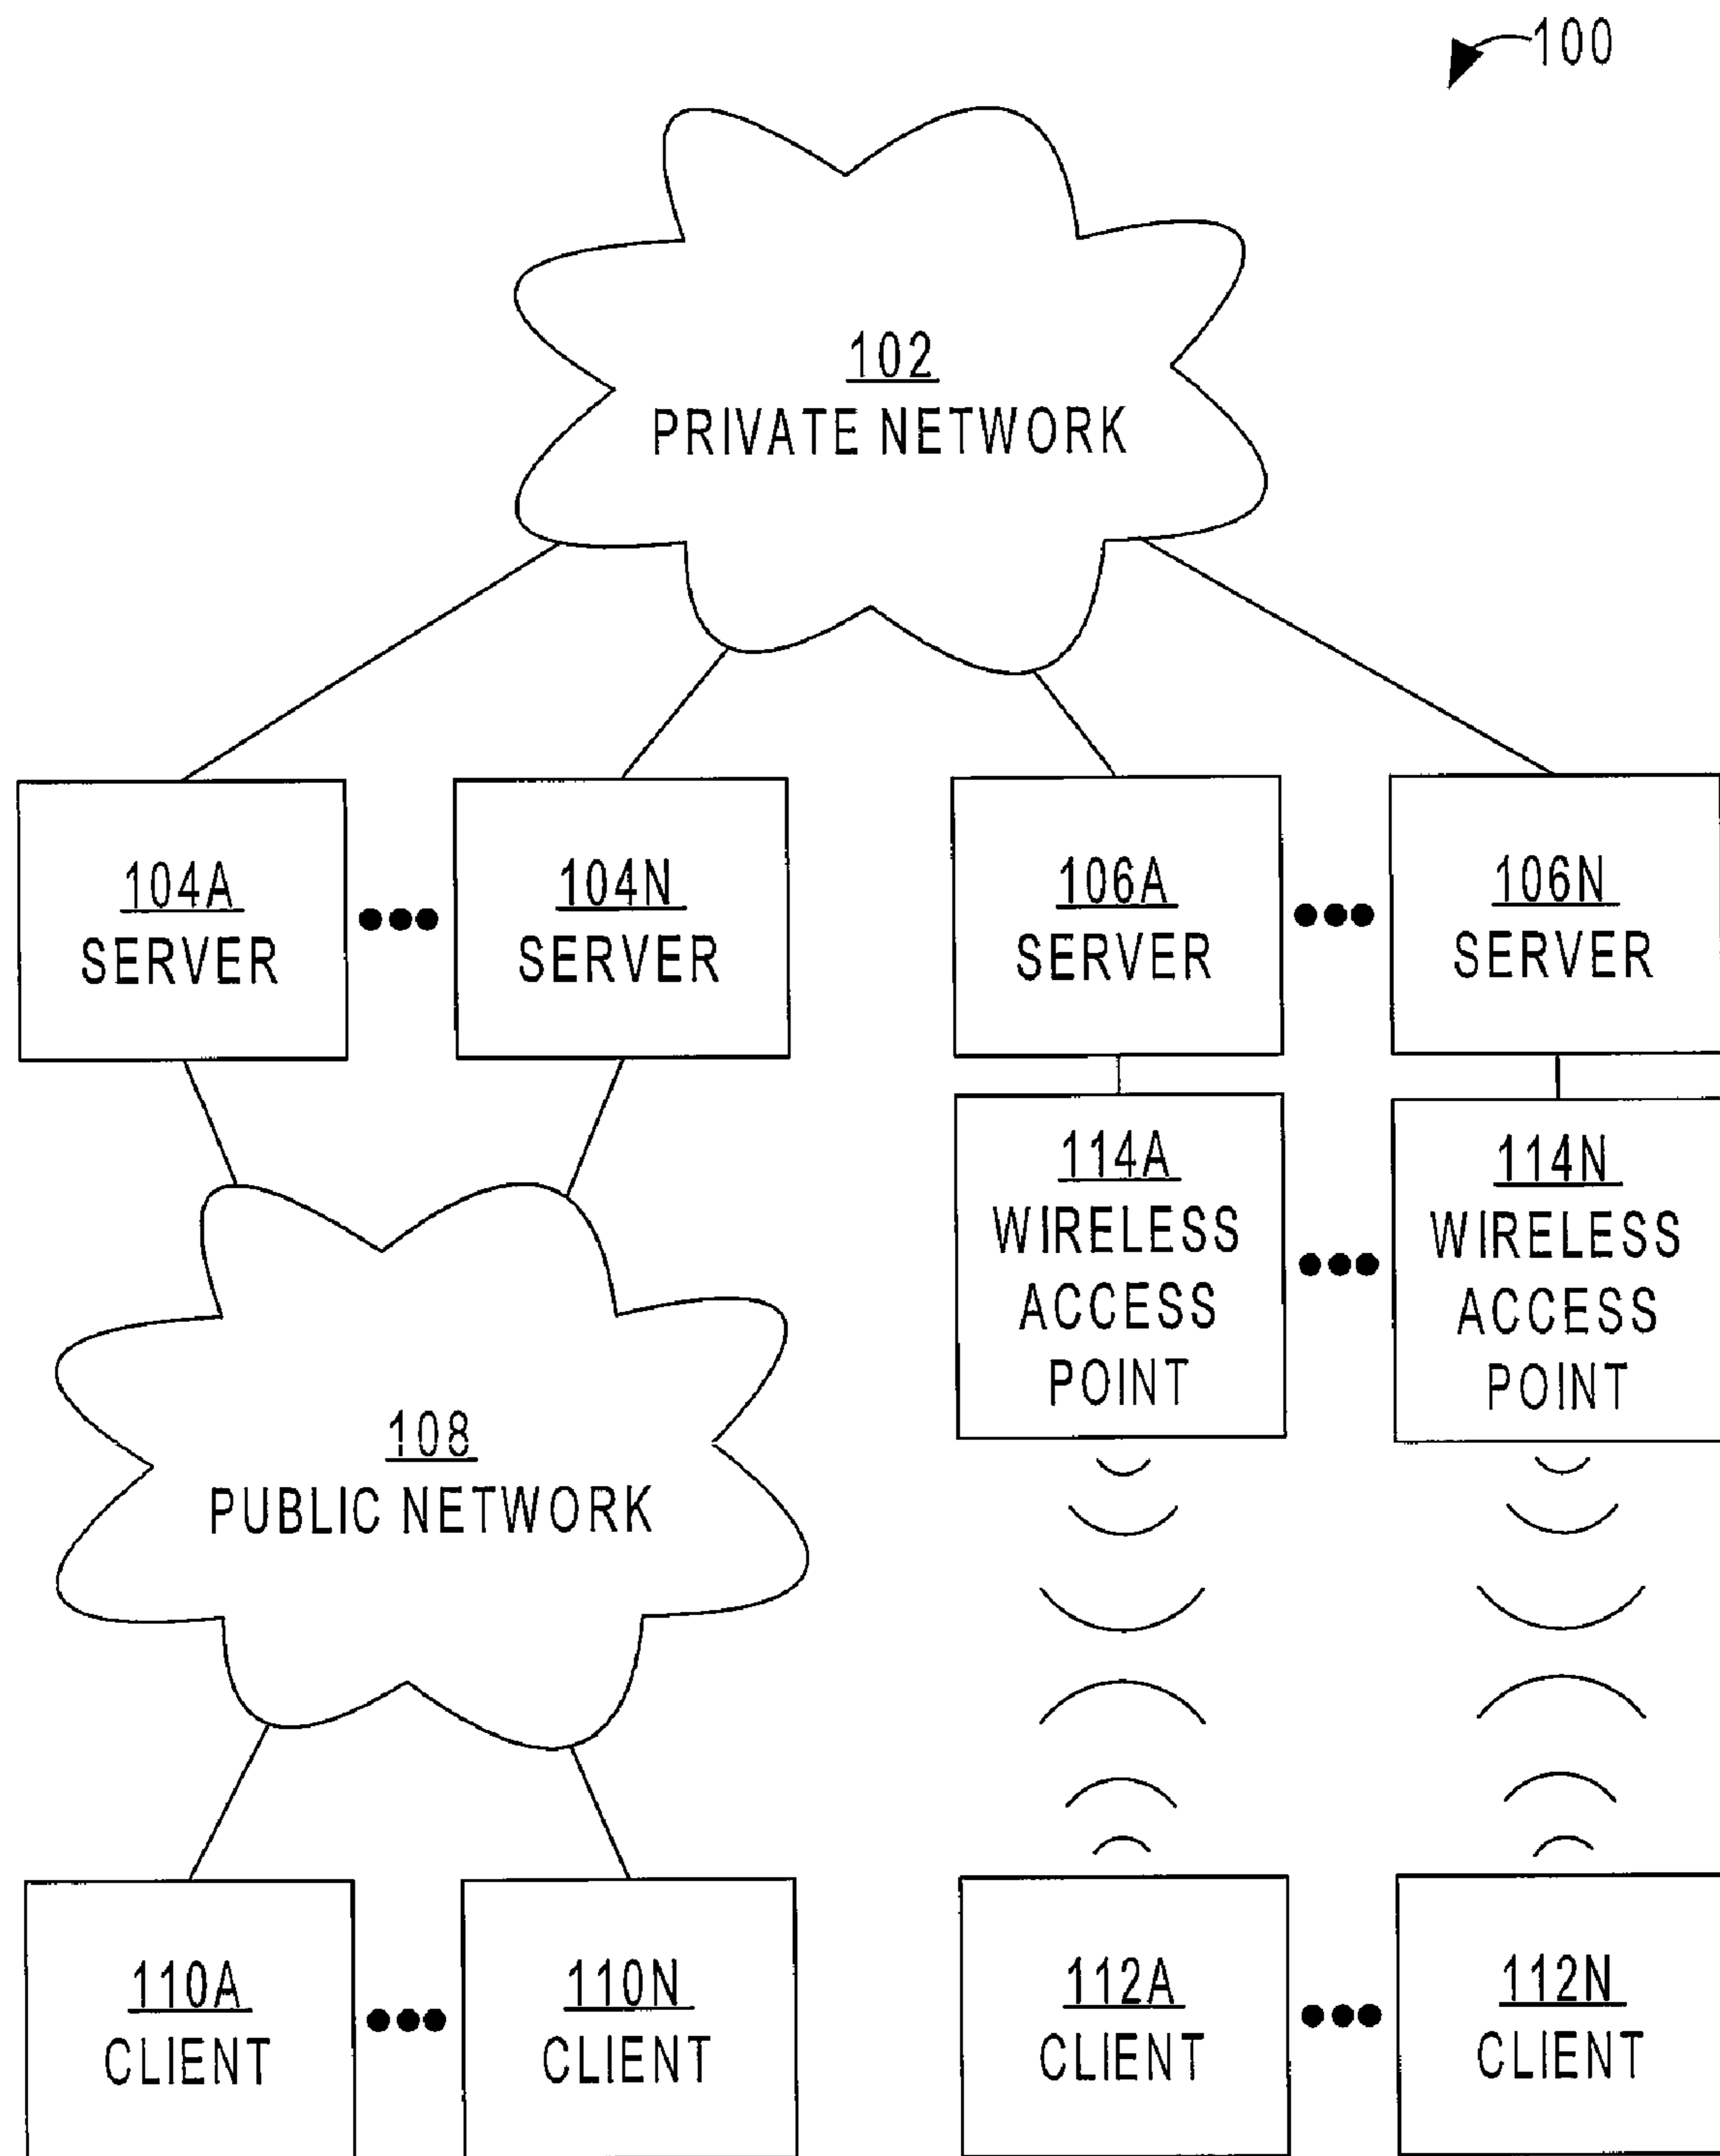 100
102
PRIVATE NETWORK
104A
SERVER
104N
SERVER
106A
SERVER
106N
SERVER
114A
WIRELESS
ACCESS
POINT
114N
WIRELESS
ACCESS
POINT
108
PUBLIC NETWORK
110A
CLIENT
110N
CLIENT
112A
CLIENT
112N
CLIENT